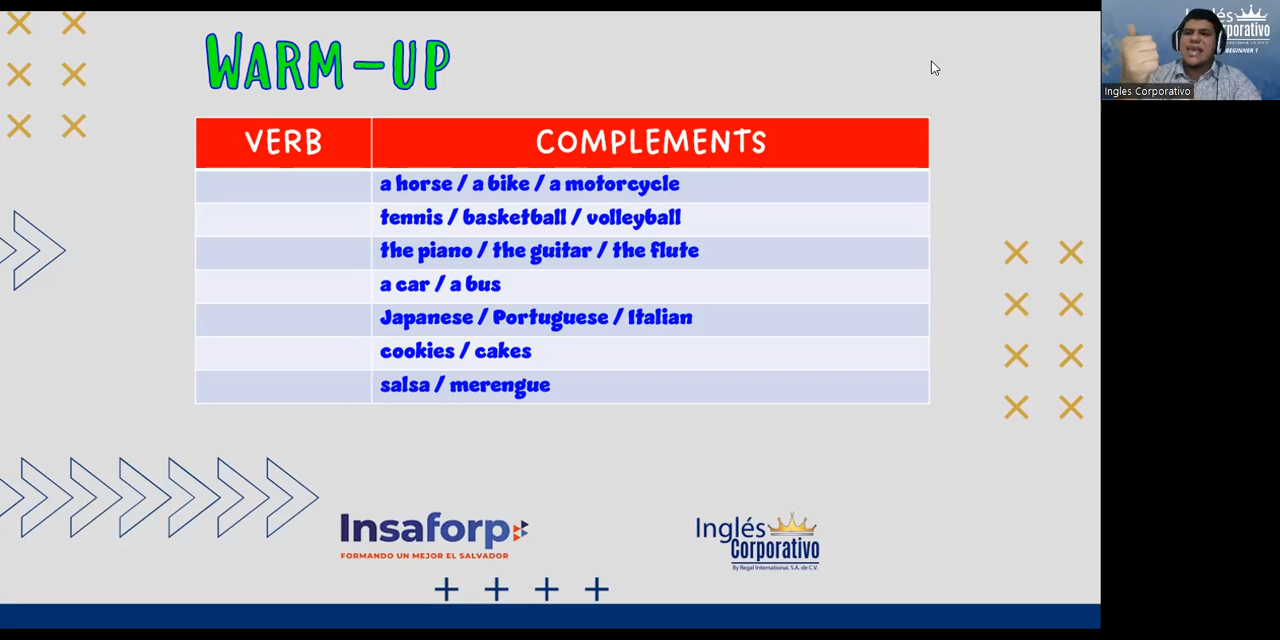 WARM-UP
VERB
COMPLEMENTS
a horse / a bike / a motorcycle
tennis / basketball / volleyball
the piano / the guitar / the flute
a car / a bus
Japanese / Portuguese / Italian
cookies / cakes
salsa / merengue
Insaforp
FORMANDO UN MEJOR EL SALVADOR
Inglés
Corporativo
By Regal International, S.A. de C.V.
BEGINNER 1
Ingles Corporativo